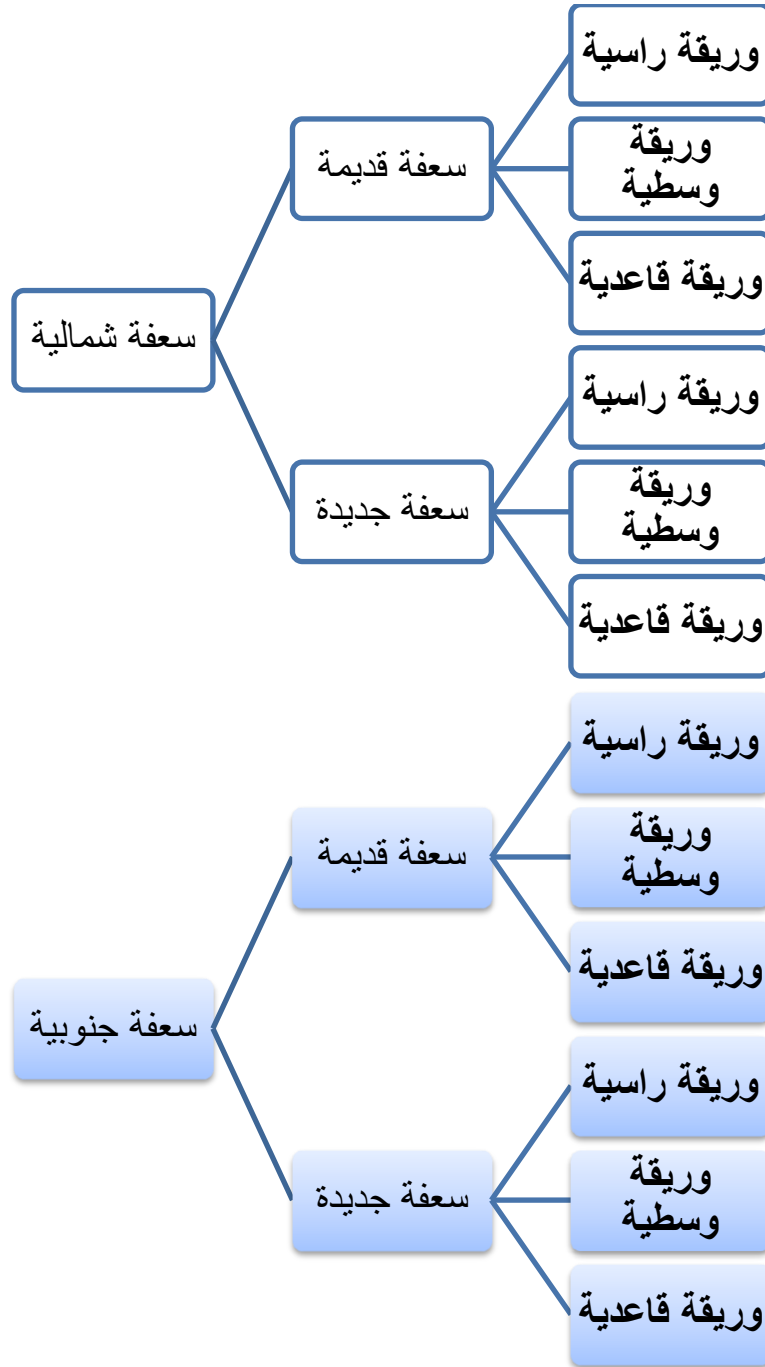 وريقة راسية
سعفة قديمة
وريقة
وسطية
وريقة قاعدية
سعفة شمالية
وريقة راسية
سعفة جديدة
وريقة
وسطية
وريقة قاعدية
وريقة راسية
سعفة قديمة
وريقة
وسطية
وريقة قاعدية
سعفة جنوبية
وريقة راسية
سعفة جديدة
وريقة
وسطية
وريقة قاعدية